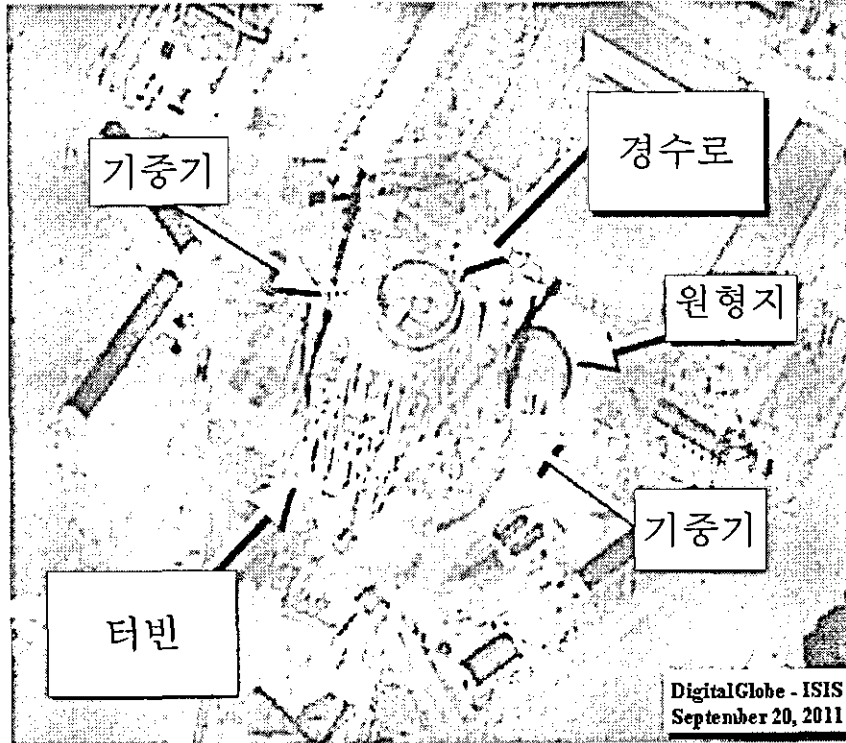 경수로
기중기
원형지
기중기
터빈
DigitalGlobe - ISIS
September 20, 2011